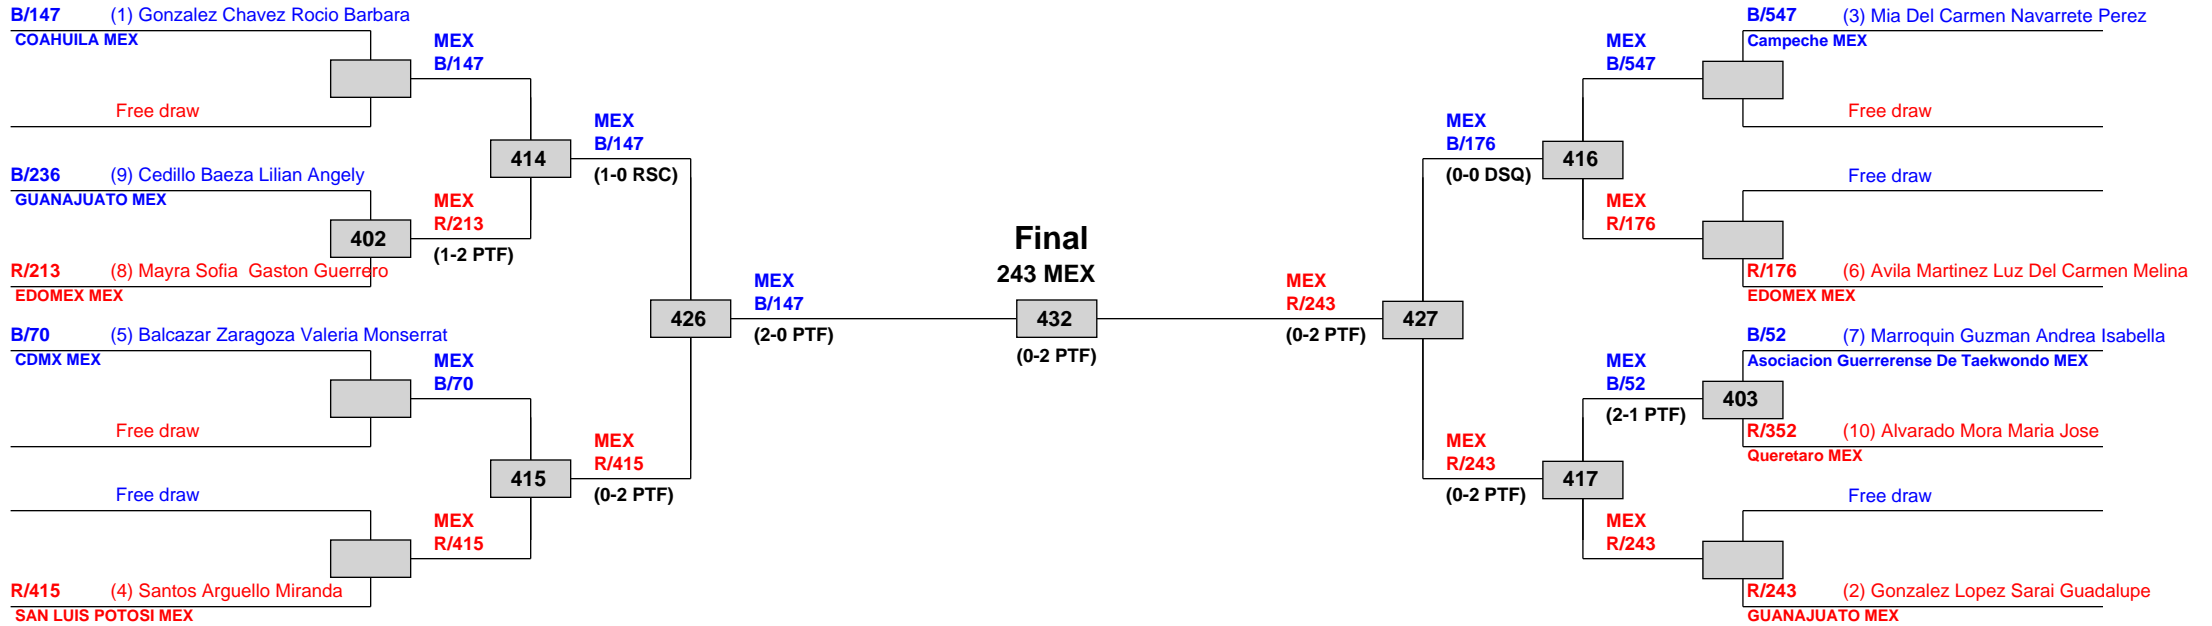 B/147 (1) Gonzalez Chavez Rocio Barbara
COAHUILA MEX
Free draw
B/236 (9) Cedillo Baeza Lilian Angely
GUANAJUATO MEX
402
R/213 (8) Mayra Sofia  Gaston Guerrero
EDOMEX MEX
B/70 (5) Balcazar Zaragoza Valeria Monserrat
CDMX MEX
Free draw
Free draw
R/415 (4) Santos Arguello Miranda
SAN LUIS POTOSI MEX
MEX
B/147
414
MEX
R/213
(1-2 PTF)
MEX
B/70
415
MEX
R/415
MEX
B/147
(1-0 RSC)
426
MEX
R/415
(0-2 PTF)
MEX
B/147
(2-0 PTF)
Final
243 MEX
432
(0-2 PTF)
MEX
R/243
(0-2 PTF)
427
MEX
B/176
(0-0 DSQ)
MEX
R/243
(0-2 PTF)
MEX
B/547
416
MEX
R/176
MEX
B/52
(2-1 PTF)
417
MEX
R/243
B/547 (3) Mia Del Carmen Navarrete Perez
Campeche MEX
Free draw
Free draw
R/176 (6) Avila Martinez Luz Del Carmen Melina
EDOMEX MEX
B/52 (7) Marroquin Guzman Andrea Isabella
Asociacion Guerrerense De Taekwondo MEX
403
R/352 (10) Alvarado Mora Maria Jose
Queretaro MEX
Free draw
R/243 (2) Gonzalez Lopez Sarai Guadalupe
GUANAJUATO MEX